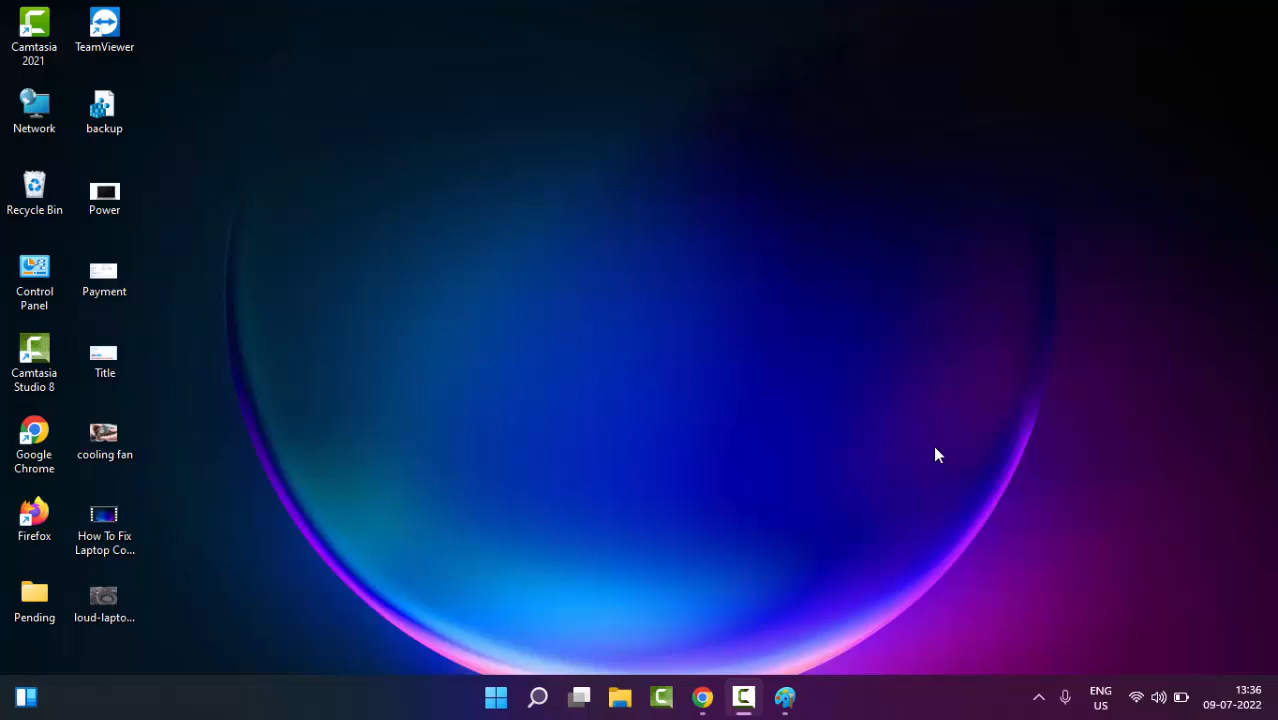 Camtasia
2021
TeamViewer
Network
backup
Recycle Bin
Power
Control
Panel
Payment
Camtasia
Studio 8
Title
Google
Chrome
cooling fan
Firefox
How To Fix
Laptop Co...
Pending
loud-lapto...
ENG
US
13:36
09-07-2022